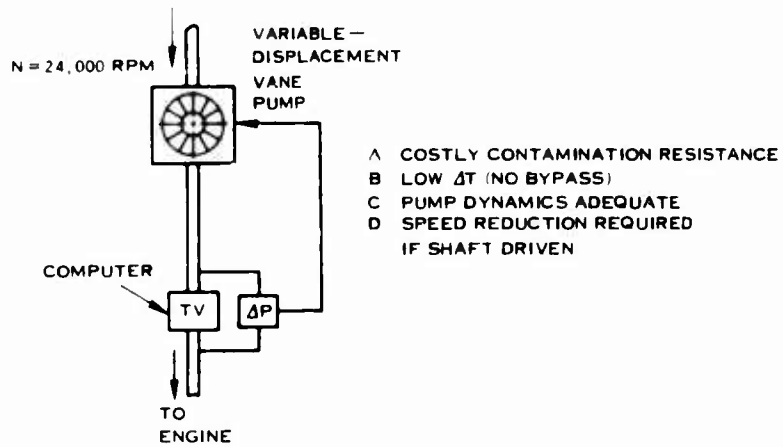 VARIABLE—
DISPLACEMENT
VANE
PUMP
N = 24,000 RPM
A COSTLY CONTAMINATION RESISTANCE
B LOW ΔT (NO BYPASS)
C PUMP DYNAMICS ADEQUATE
D SPEED REDUCTION REQUIRED
IF SHAFT DRIVEN
COMPUTER
TV
ΔP
TO
ENGINE